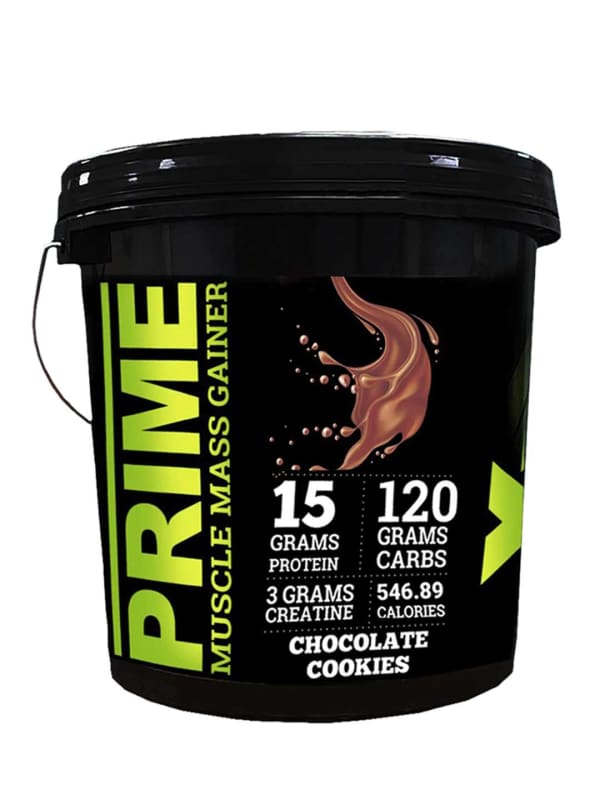 PRIME
MUSCLE MASS GAINER
15
GRAMS
PROTEIN
120
GRAMS
CARBS
3 GRAMS
CREATINE
546.89
CALORIES
CHOCOLATE
COOKIES